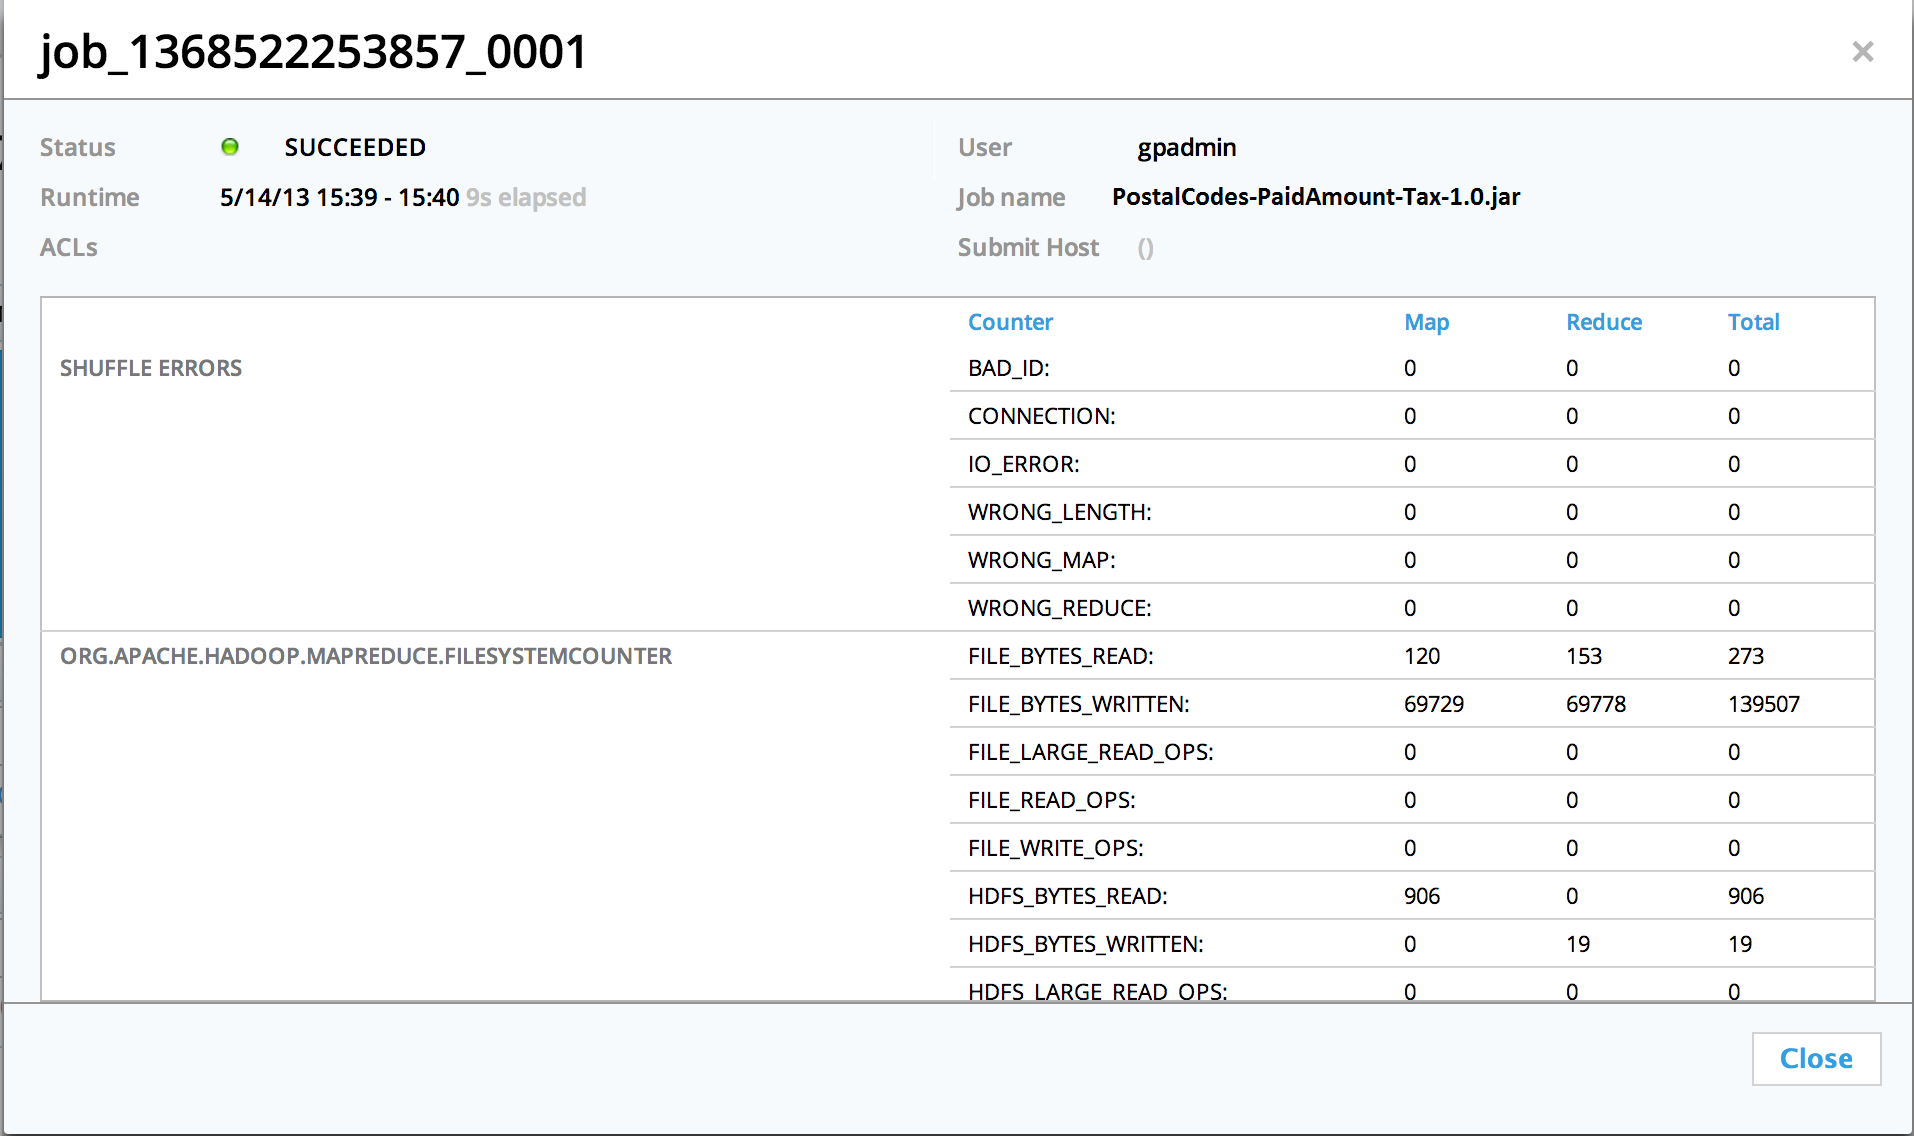 job_1368522253857_0001
×
Status SUCCEEDED User gpadmin
Runtime 5/14/13 15:39 - 15:40 9s elapsed Job name PostalCodes-PaidAmount-Tax-1.0.jar
ACLs Submit Host ()
Counter Map Reduce Total
SHUFFLE ERRORS BAD_ID: 0 0 0
CONNECTION: 0 0 0
IO_ERROR: 0 0 0
WRONG_LENGTH: 0 0 0
WRONG_MAP: 0 0 0
WRONG_REDUCE: 0 0 0
ORG.APACHE.HADOOP.MAPREDUCE.FILESYSTEMCOUNTER FILE_BYTES_READ: 120 153 273
FILE_BYTES_WRITTEN: 69729 69778 139507
FILE_LARGE_READ_OPS: 0 0 0
FILE_READ_OPS: 0 0 0
FILE_WRITE_OPS: 0 0 0
HDFS_BYTES_READ: 906 0 906
HDFS_BYTES_WRITTEN: 0 19 19
HDFS_LARGE_READ_OPS: 0 0 0
Close